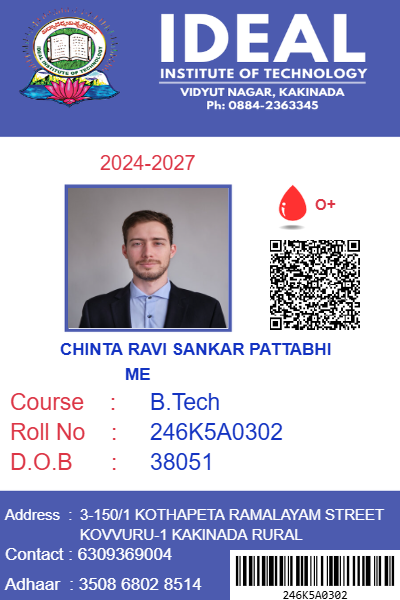 IDEAL
INSTITUTE OF TECHNOLOGY
VIDYUT NAGAR, KAKINADA
Ph: 0884-2363345
IDEAL INSTITUTE OF TECHNOLOGY
2024-2027
O+
CHINTA RAVI SANKAR PATTABHI
ME
Course : B.Tech
Roll No : 246K5A0302
D.O.B : 38051
Address : 3-150/1 KOTHAPETA RAMALAYAM STREET
KOVVURU-1 KAKINADA RURAL
Contact : 6309369004
Adhaar : 3508 6802 8514
246K5A0302